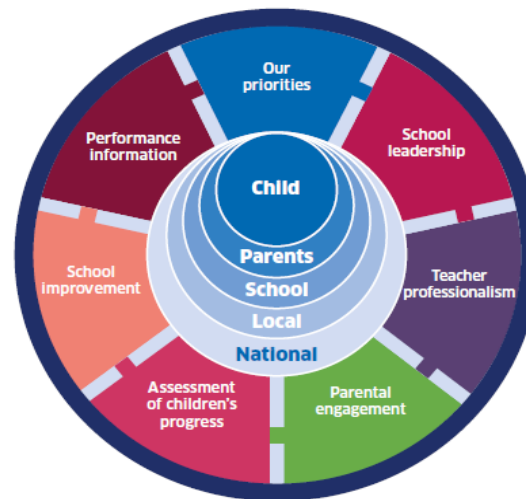 Our
priorities
School
leadership
Teacher
professionalism
Parental
engagement
Assessment
of children's
progress
School
improvement
Performance
information
Child
Parents
School
Local
National